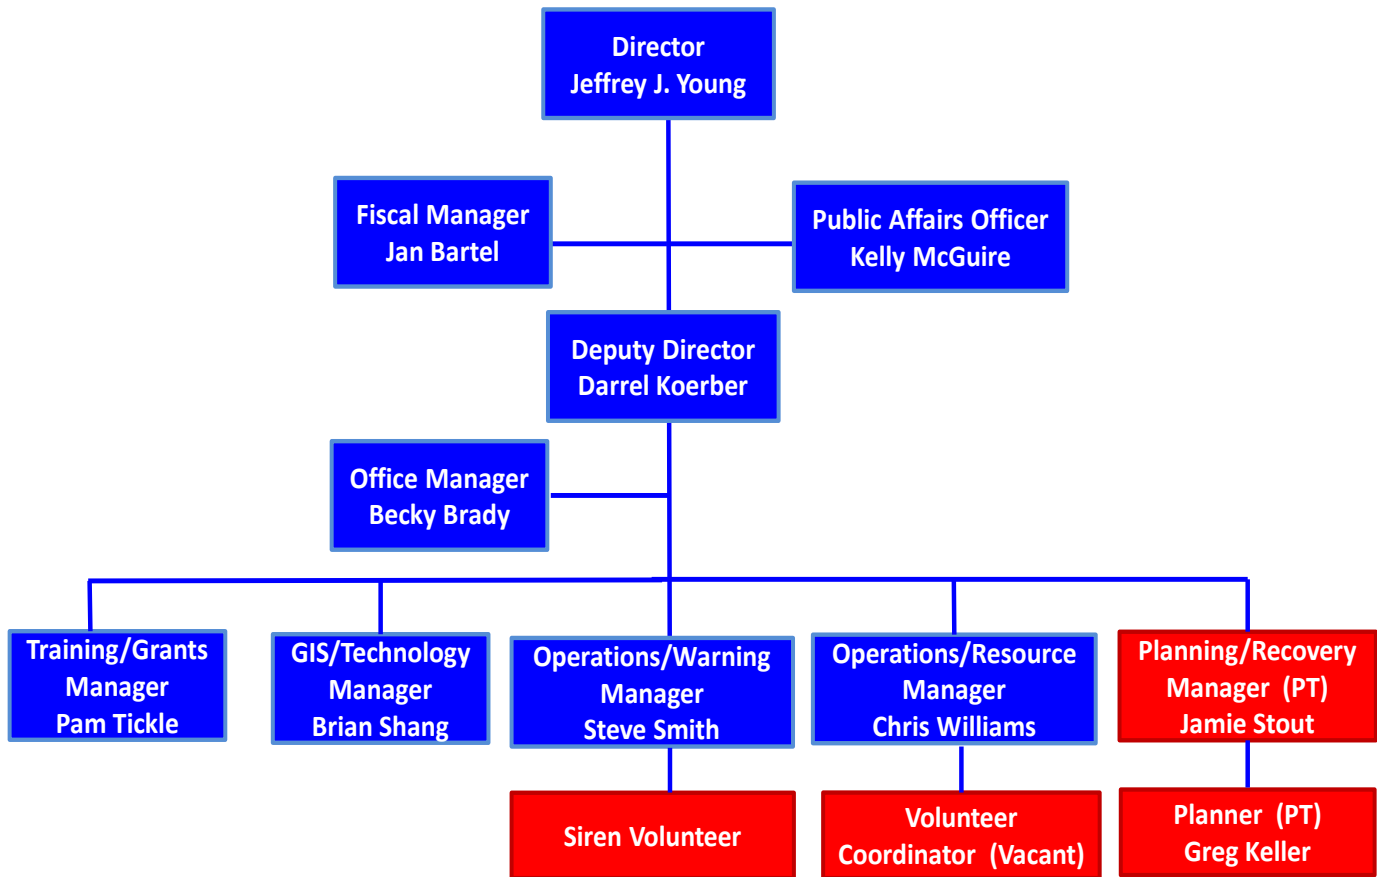 Director
Jeffrey J. Young
Fiscal Manager
Jan Bartel
Public Affairs Officer
Kelly McGuire
Deputy Director
Darrel Koerber
Office Manager
Becky Brady
Training/Grants
Manager
Pam Tickle
GIS/Technology
Manager
Brian Shang
Operations/Warning
Manager
Steve Smith
Operations/Resource
Manager
Chris Williams
Planning/Recovery
Manager (PT)
Jamie Stout
Siren Volunteer
Volunteer
Coordinator (Vacant)
Planner (PT)
Greg Keller